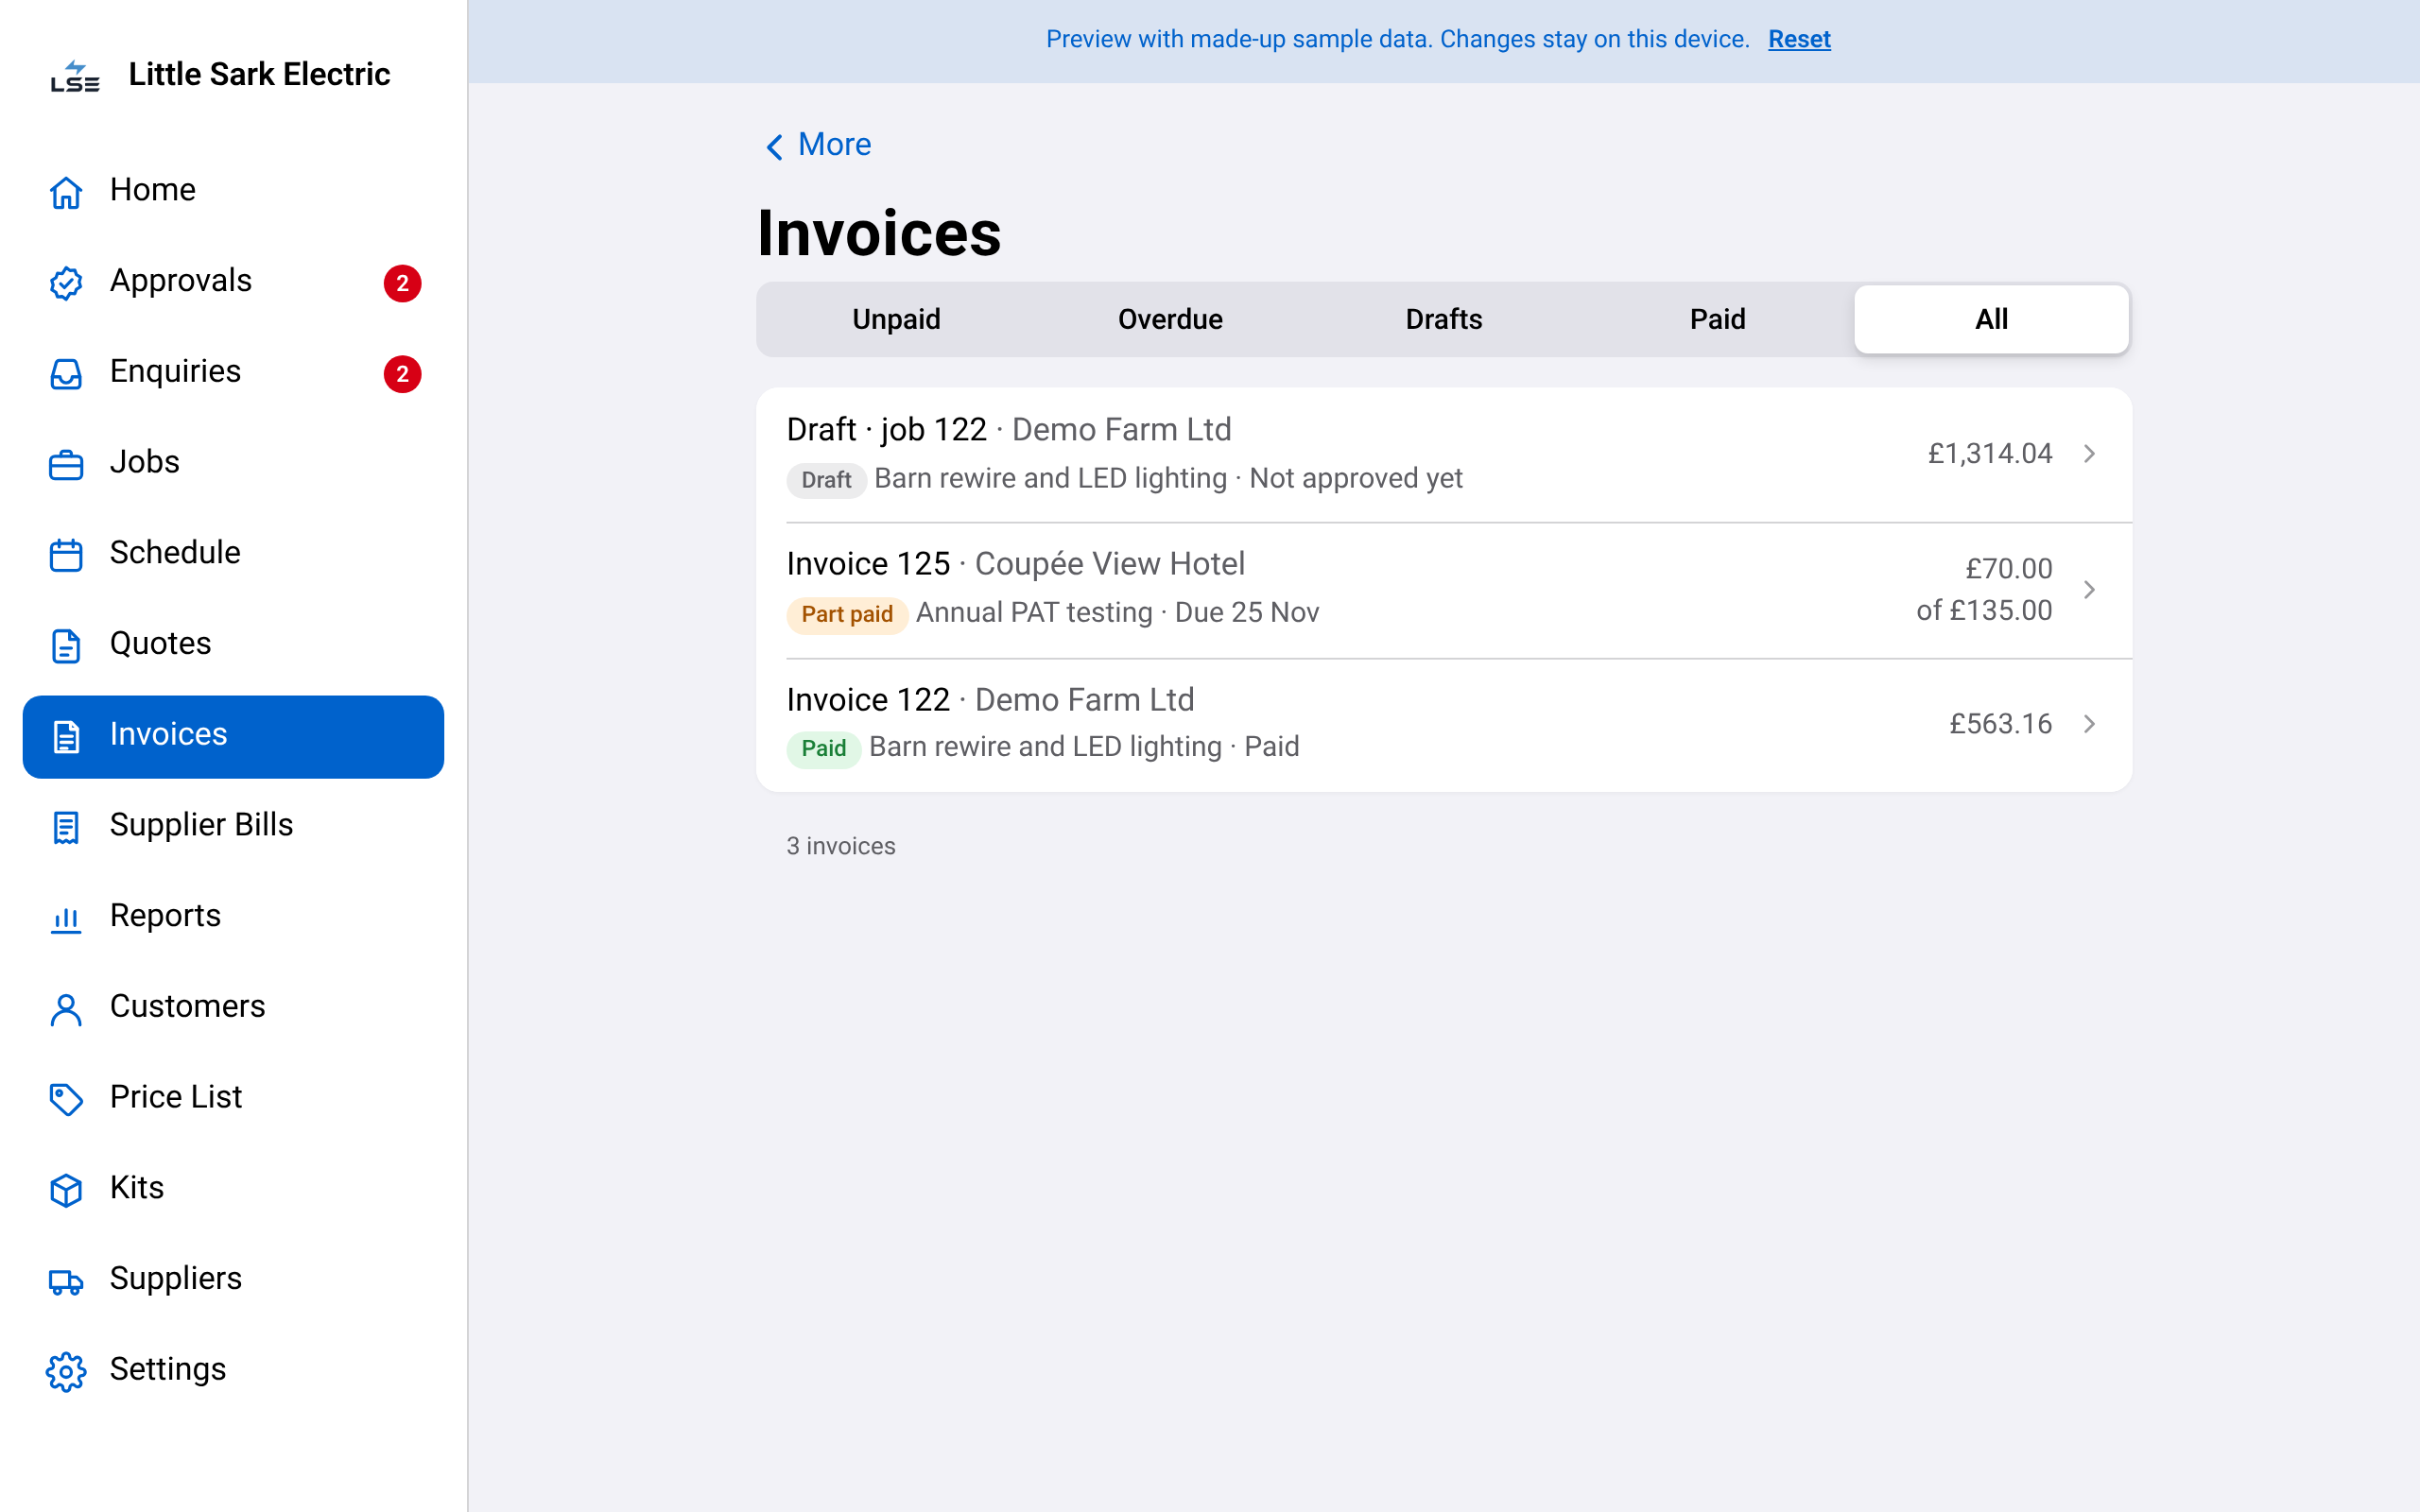 LSE Little Sark Electric
Home
Approvals 2
Enquiries 2
Jobs
Schedule
Quotes
Invoices
Supplier Bills
Reports
Customers
Price List
Kits
Suppliers
Settings
Preview with made-up sample data. Changes stay on this device. Reset
More
Invoices
Unpaid Overdue Drafts Paid All
Draft · job 122 · Demo Farm Ltd
Draft Barn rewire and LED lighting · Not approved yet
£1,314.04
Invoice 125 · Coupée View Hotel
Part paid Annual PAT testing · Due 25 Nov
£70.00
of £135.00
Invoice 122 · Demo Farm Ltd
Paid Barn rewire and LED lighting · Paid
£563.16
3 invoices